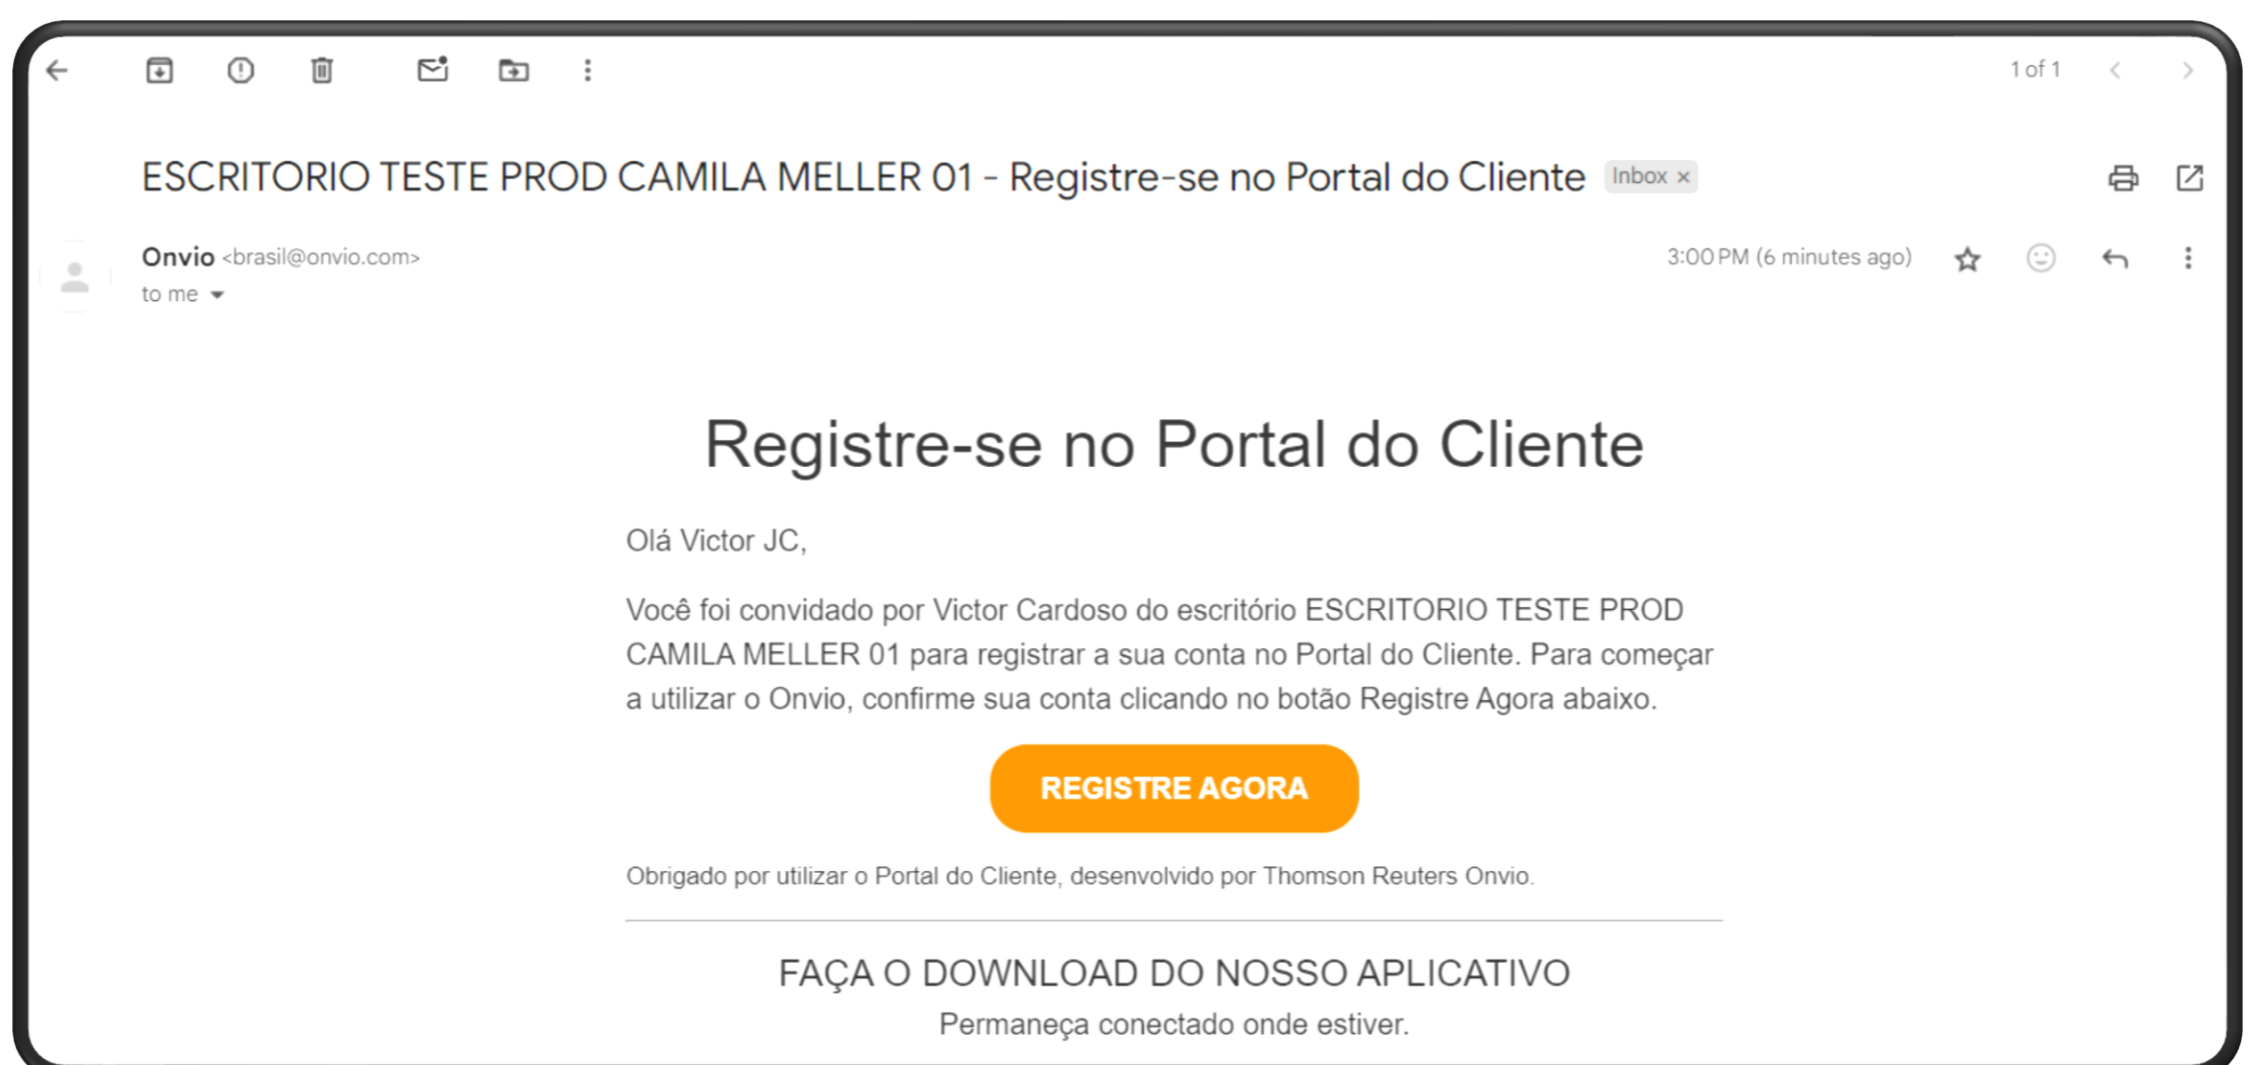 1 of 1
ESCRITORIO TESTE PROD CAMILA MELLER 01 - Registre-se no Portal do Cliente Inbox ×
Onvio <brasil@onvio.com> 3:00 PM (6 minutes ago)
to me
Registre-se no Portal do Cliente
Olá Victor JC,
Você foi convidado por Victor Cardoso do escritório ESCRITORIO TESTE PROD
CAMILA MELLER 01 para registrar a sua conta no Portal do Cliente. Para começar
a utilizar o Onvio, confirme sua conta clicando no botão Registre Agora abaixo.
REGISTRE AGORA
Obrigado por utilizar o Portal do Cliente, desenvolvido por Thomson Reuters Onvio.
FAÇA O DOWNLOAD DO NOSSO APLICATIVO
Permaneça conectado onde estiver.